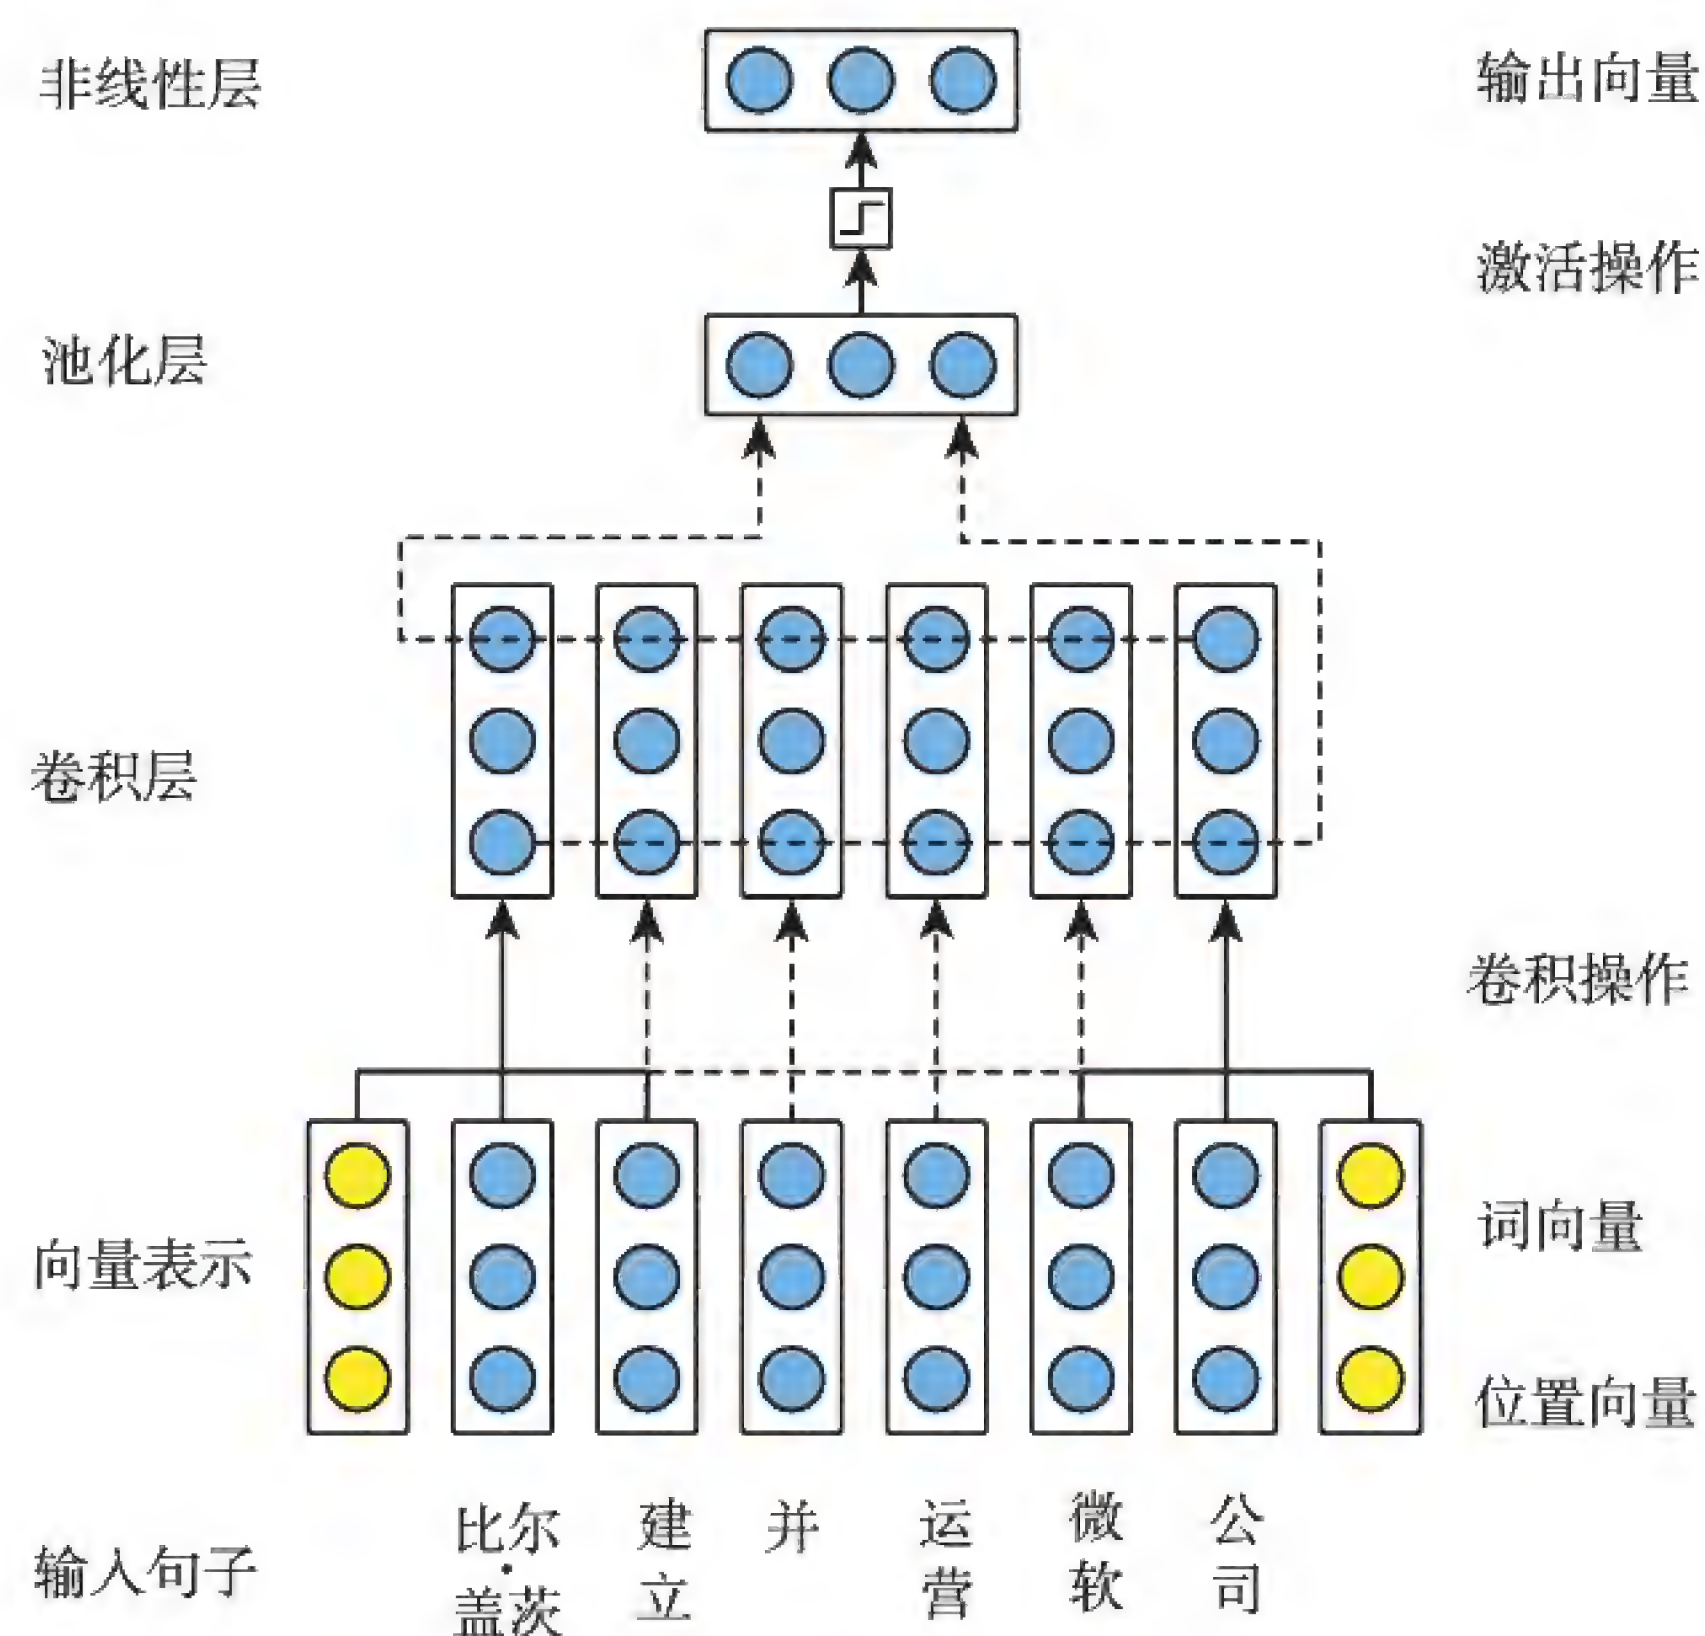 非线性层
输出向量
激活操作
池化层
卷积层
卷积操作
向量表示
词向量
位置向量
输入句子
比尔·盖茨
建立
并
运营
微软
公司